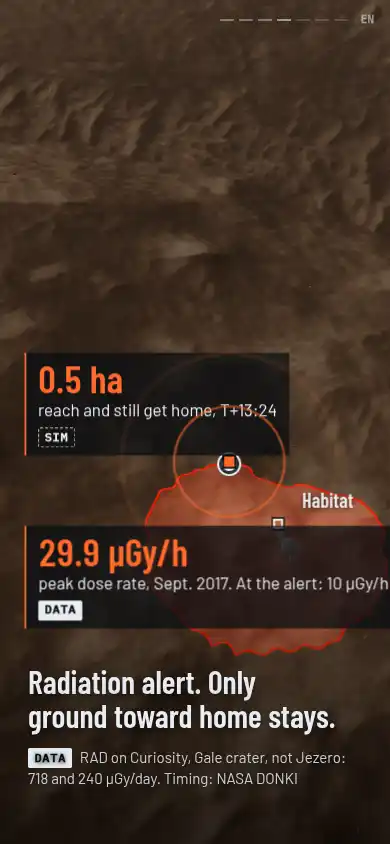 EN
0.5 ha
reach and still get home, T+13:24
SIM
Habitat
29.9 μGy/h
peak dose rate, Sept. 2017. At the alert: 10 μGy/h
DATA
Radiation alert. Only
ground toward home stays.
DATA RAD on Curiosity, Gale crater, not Jezero:
718 and 240 μGy/day. Timing: NASA DONKI